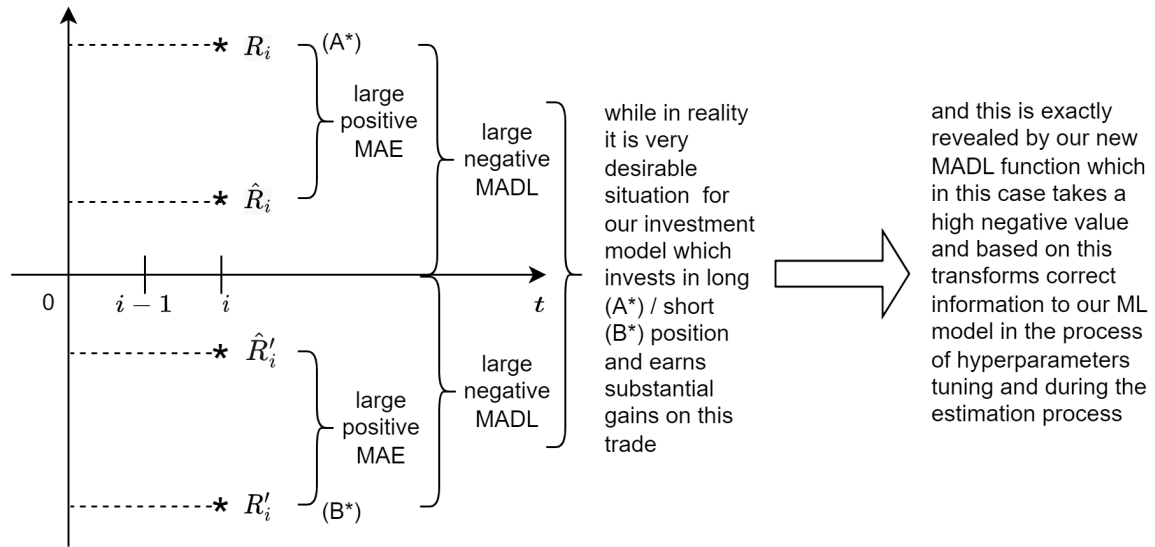 R_i
(A*)
large
positive
MAE
R̂_i
large
negative
MADL
0
i − 1
i
t
R̂′_i
large
positive
MAE
R′_i
(B*)
large
negative
MADL
while in reality
it is very
desirable
situation for
our investment
model which
invests in long
(A*) / short
(B*) position
and earns
substantial
gains on this
trade
and this is exactly
revealed by our new
MADL function which
in this case takes a
high negative value
and based on this
transforms correct
information to our ML
model in the process
of hyperparameters
tuning and during the
estimation process